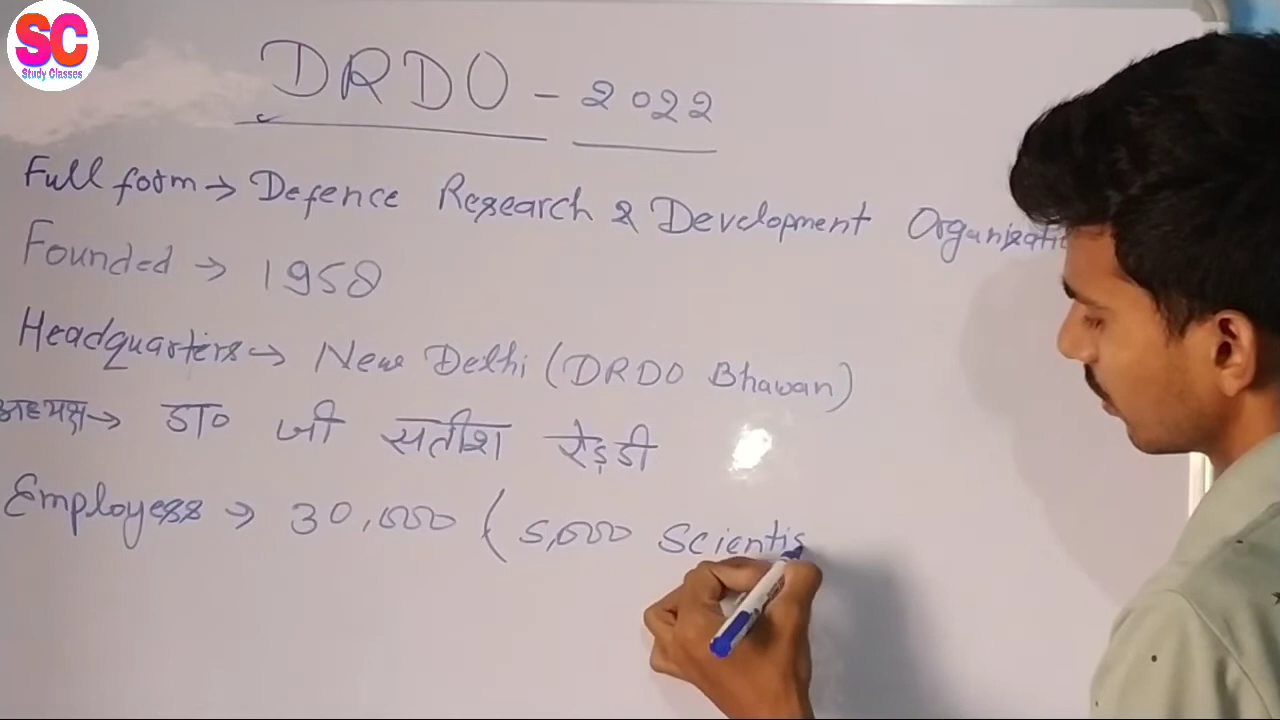 SC
Study Classes
DRDO - 2022
Full form → Defence Research & Development Organizati
Founded → 1958
Headquarters → New Delhi (DRDO Bhawan)
अध्यक्ष → डा० जी सतीश रेड्डी
Employess → 30,000 (5,000 Scientis